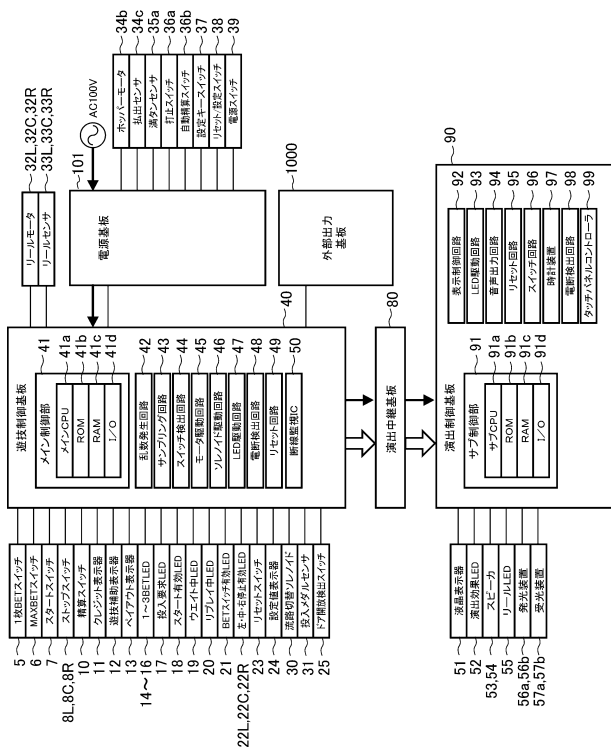 32L,32C,32R
33L,33C,33R
リールモータ
リールセンサ
101
AC100V
電源基板
ホッパーモータ 34b
払出センサ 34c
満タンセンサ 35a
打止スイッチ 36a
自動精算スイッチ 36b
設定キースイッチ 37
リセット/設定スイッチ 38
電源スイッチ 39
1000
外部出力
基板
40
遊技制御基板
41
メイン制御部
メインCPU 41a
ROM 41b
RAM 41c
I/O 41d
乱数発生回路 42
サンプリング回路 43
スイッチ検出回路 44
モータ駆動回路 45
ソレノイド駆動回路 46
LED駆動回路 47
電断検出回路 48
リセット回路 49
断線監視IC 50
5 1枚BETスイッチ
6 MAXBETスイッチ
7 スタートスイッチ
8L,8C,8R ストップスイッチ
10 精算スイッチ
11 クレジット表示器
12 遊技補助表示器
13 ペイアウト表示器
14～16 1～3BETLED
17 投入要求LED
18 スタート有効LED
19 ウエイト中LED
20 リプレイ中LED
21 BETスイッチ有効LED
22L,22C,22R 左・中・右停止有効LED
23 リセットスイッチ
24 設定値表示器
30 流路切替ソレノイド
31 投入メダルセンサ
25 ドア開放検出スイッチ
80
演出中継基板
90
演出制御基板
91
サブ制御部
サブCPU 91a
ROM 91b
RAM 91c
I/O 91d
表示制御回路 92
LED駆動回路 93
音声出力回路 94
リセット回路 95
スイッチ回路 96
時計装置 97
電断検出回路 98
タッチパネルコントローラ 99
51 液晶表示器
52 演出効果LED
53,54 スピーカ
55 リールLED
56a,56b 発光装置
57a,57b 受光装置